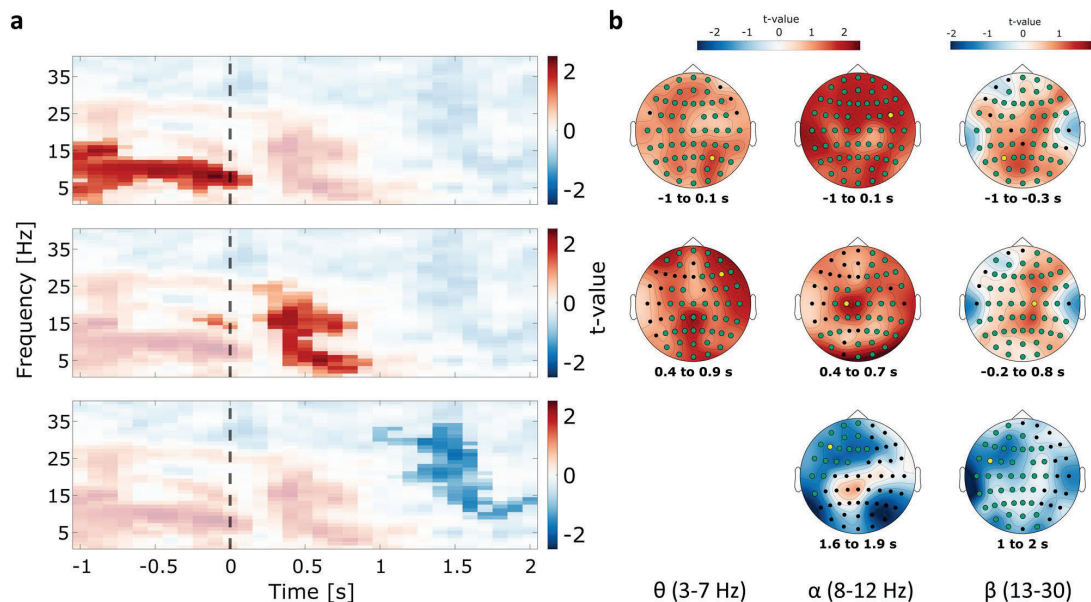 a
b
t-value
t-value
-2 -1 0 1 2
-2 -1 0 1
35
25
15
5
2
0
-2
35
25
15
5
2
0
-2
35
25
15
5
2
0
-2
Frequency [Hz]
t-value
-1 -0.5 0 0.5 1 1.5 2
Time [s]
-1 to 0.1 s
-1 to 0.1 s
-1 to -0.3 s
0.4 to 0.9 s
0.4 to 0.7 s
-0.2 to 0.8 s
1.6 to 1.9 s
1 to 2 s
θ (3-7 Hz)
α (8-12 Hz)
β (13-30)